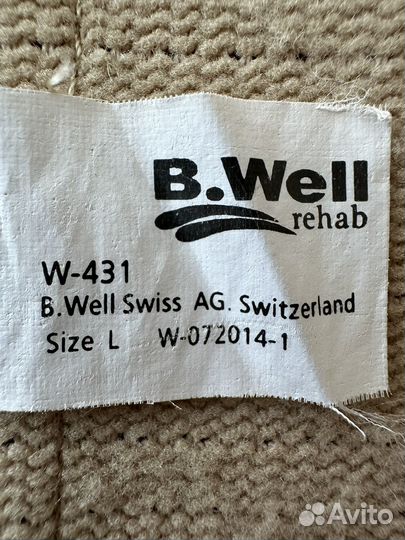 B.Well
rehab
W-431
B.Well Swiss AG. Switzerland
Size L W-072014-1
Avito